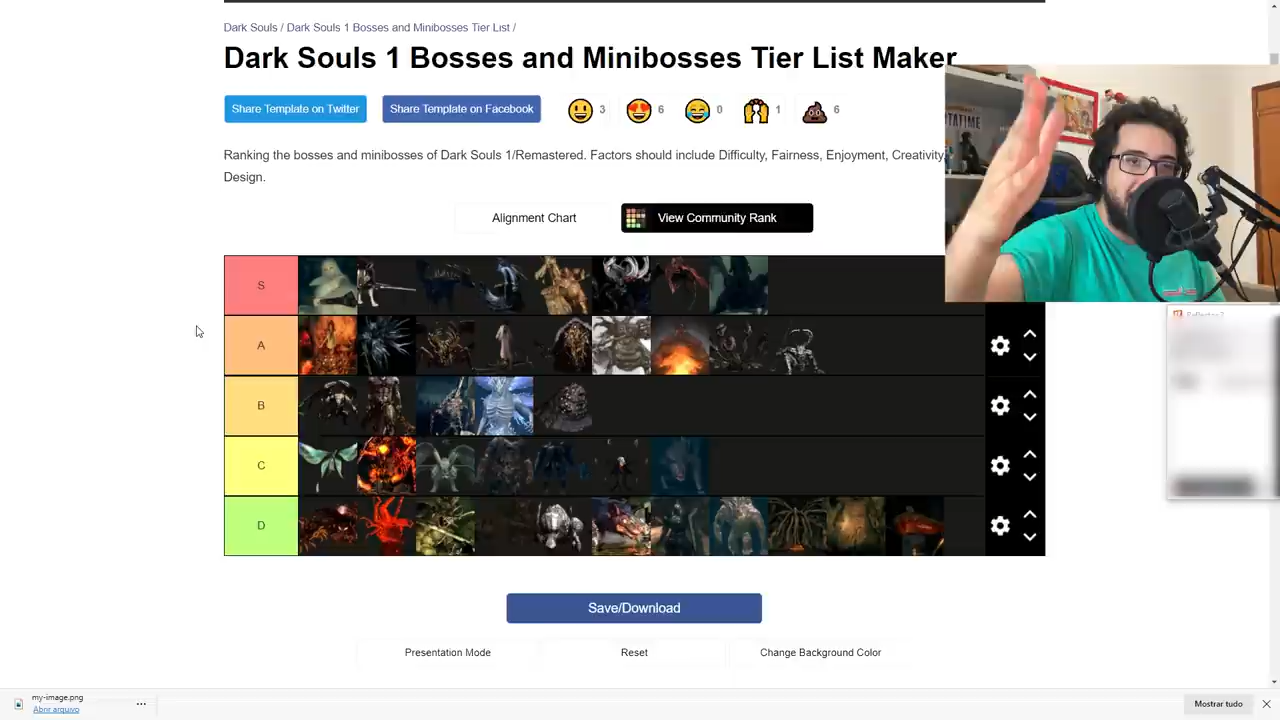 Dark Souls / Dark Souls 1 Bosses and Minibosses Tier List /
Dark Souls 1 Bosses and Minibosses Tier List Maker
Share Template on Twitter
Share Template on Facebook
3
6
0
1
6
Ranking the bosses and minibosses of Dark Souls 1/Remastered. Factors should include Difficulty, Fairness, Enjoyment, Creativity,
Design.
Alignment Chart
View Community Rank
S
A
B
C
D
Save/Download
Presentation Mode
Reset
Change Background Color
my-image.png
Abrir arquivo
Mostrar tudo